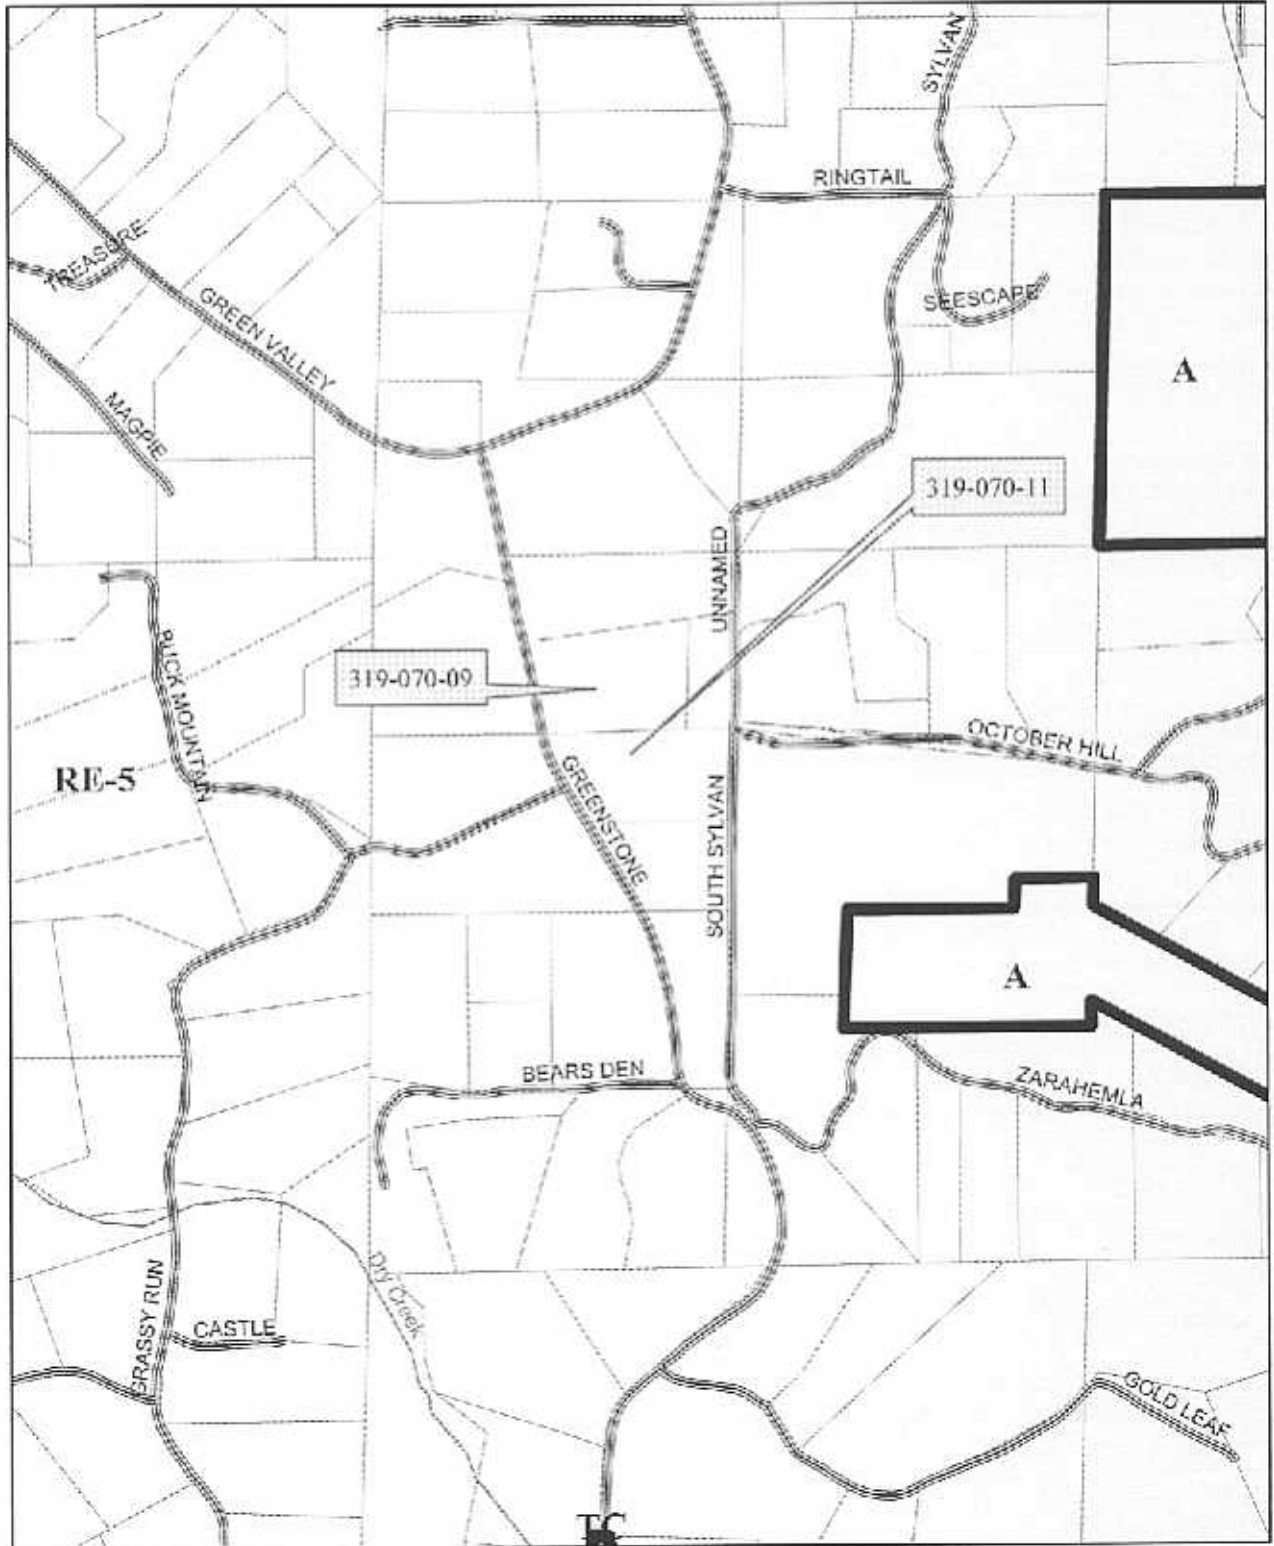 SYLVAN
RINGTAIL
TREASURE
GREEN VALLEY
SEESCAPE
A
MAGPIE
319-070-11
UNNAMED
BUCK MOUNTAIN
319-070-09
OCTOBER HILL
RE-5
GREENSTONE
SOUTH SYLVAN
A
BEARS DEN
ZARAHEMLA
Dry Creek
GRASSY RUN
CASTLE
GOLD LEAF
TC